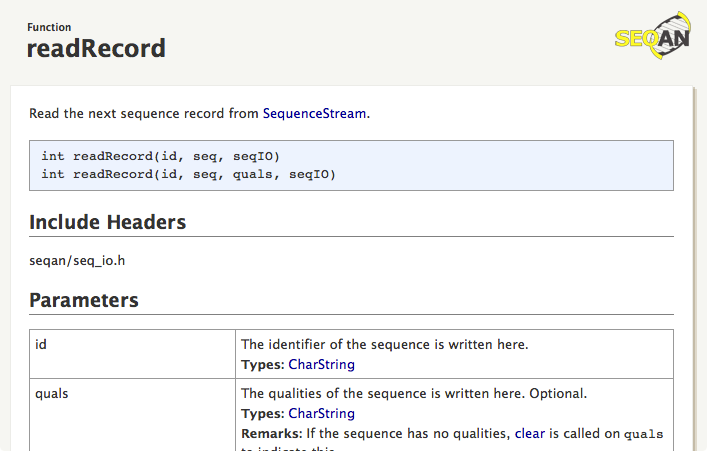 Function
readRecord
SEQAN
Read the next sequence record from SequenceStream.
int readRecord(id, seq, seqIO)
int readRecord(id, seq, quals, seqIO)
Include Headers
seqan/seq_io.h
Parameters
id
The identifier of the sequence is written here.
Types: CharString
quals
The qualities of the sequence is written here. Optional.
Types: CharString
Remarks: If the sequence has no qualities, clear is called on quals
to indicate this